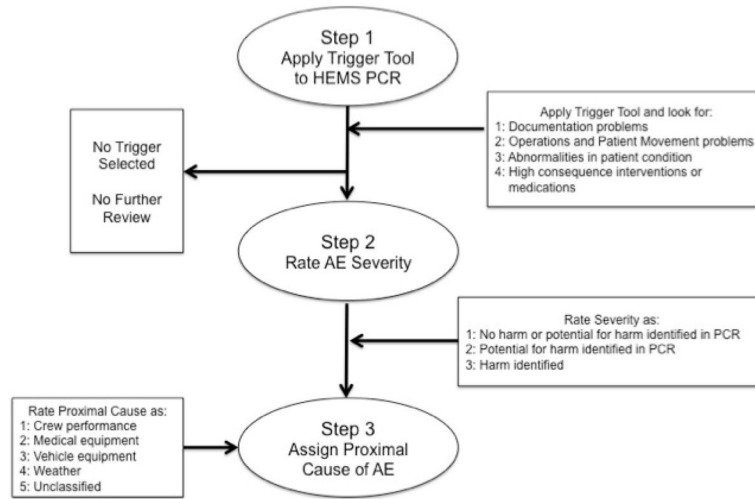 Step 1
Apply Trigger Tool
to HEMS PCR
Apply Trigger Tool and look for:
1: Documentation problems
2: Operations and Patient Movement problems
3: Abnormalities in patient condition
4: High consequence interventions or
medications
No Trigger
Selected
No Further
Review
Step 2
Rate AE Severity
Rate Severity as:
1: No harm or potential for harm identified in PCR
2: Potential for harm identified in PCR
3: Harm identified
Rate Proximal Cause as:
1: Crew performance
2: Medical equipment
3: Vehicle equipment
4: Weather
5: Unclassified
Step 3
Assign Proximal
Cause of AE